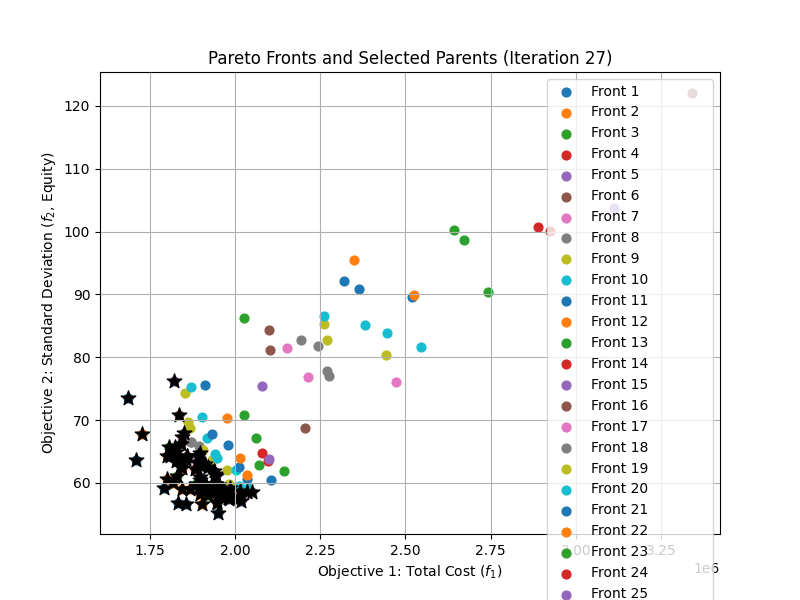 Pareto Fronts and Selected Parents (Iteration 27)
Objective 2: Standard Deviation (f₂, Equity)
120
110
100
90
80
70
60
1.75
2.00
2.25
2.50
2.75
3.00
3.25
1e6
Objective 1: Total Cost (f₁)
Front 1
Front 2
Front 3
Front 4
Front 5
Front 6
Front 7
Front 8
Front 9
Front 10
Front 11
Front 12
Front 13
Front 14
Front 15
Front 16
Front 17
Front 18
Front 19
Front 20
Front 21
Front 22
Front 23
Front 24
Front 25